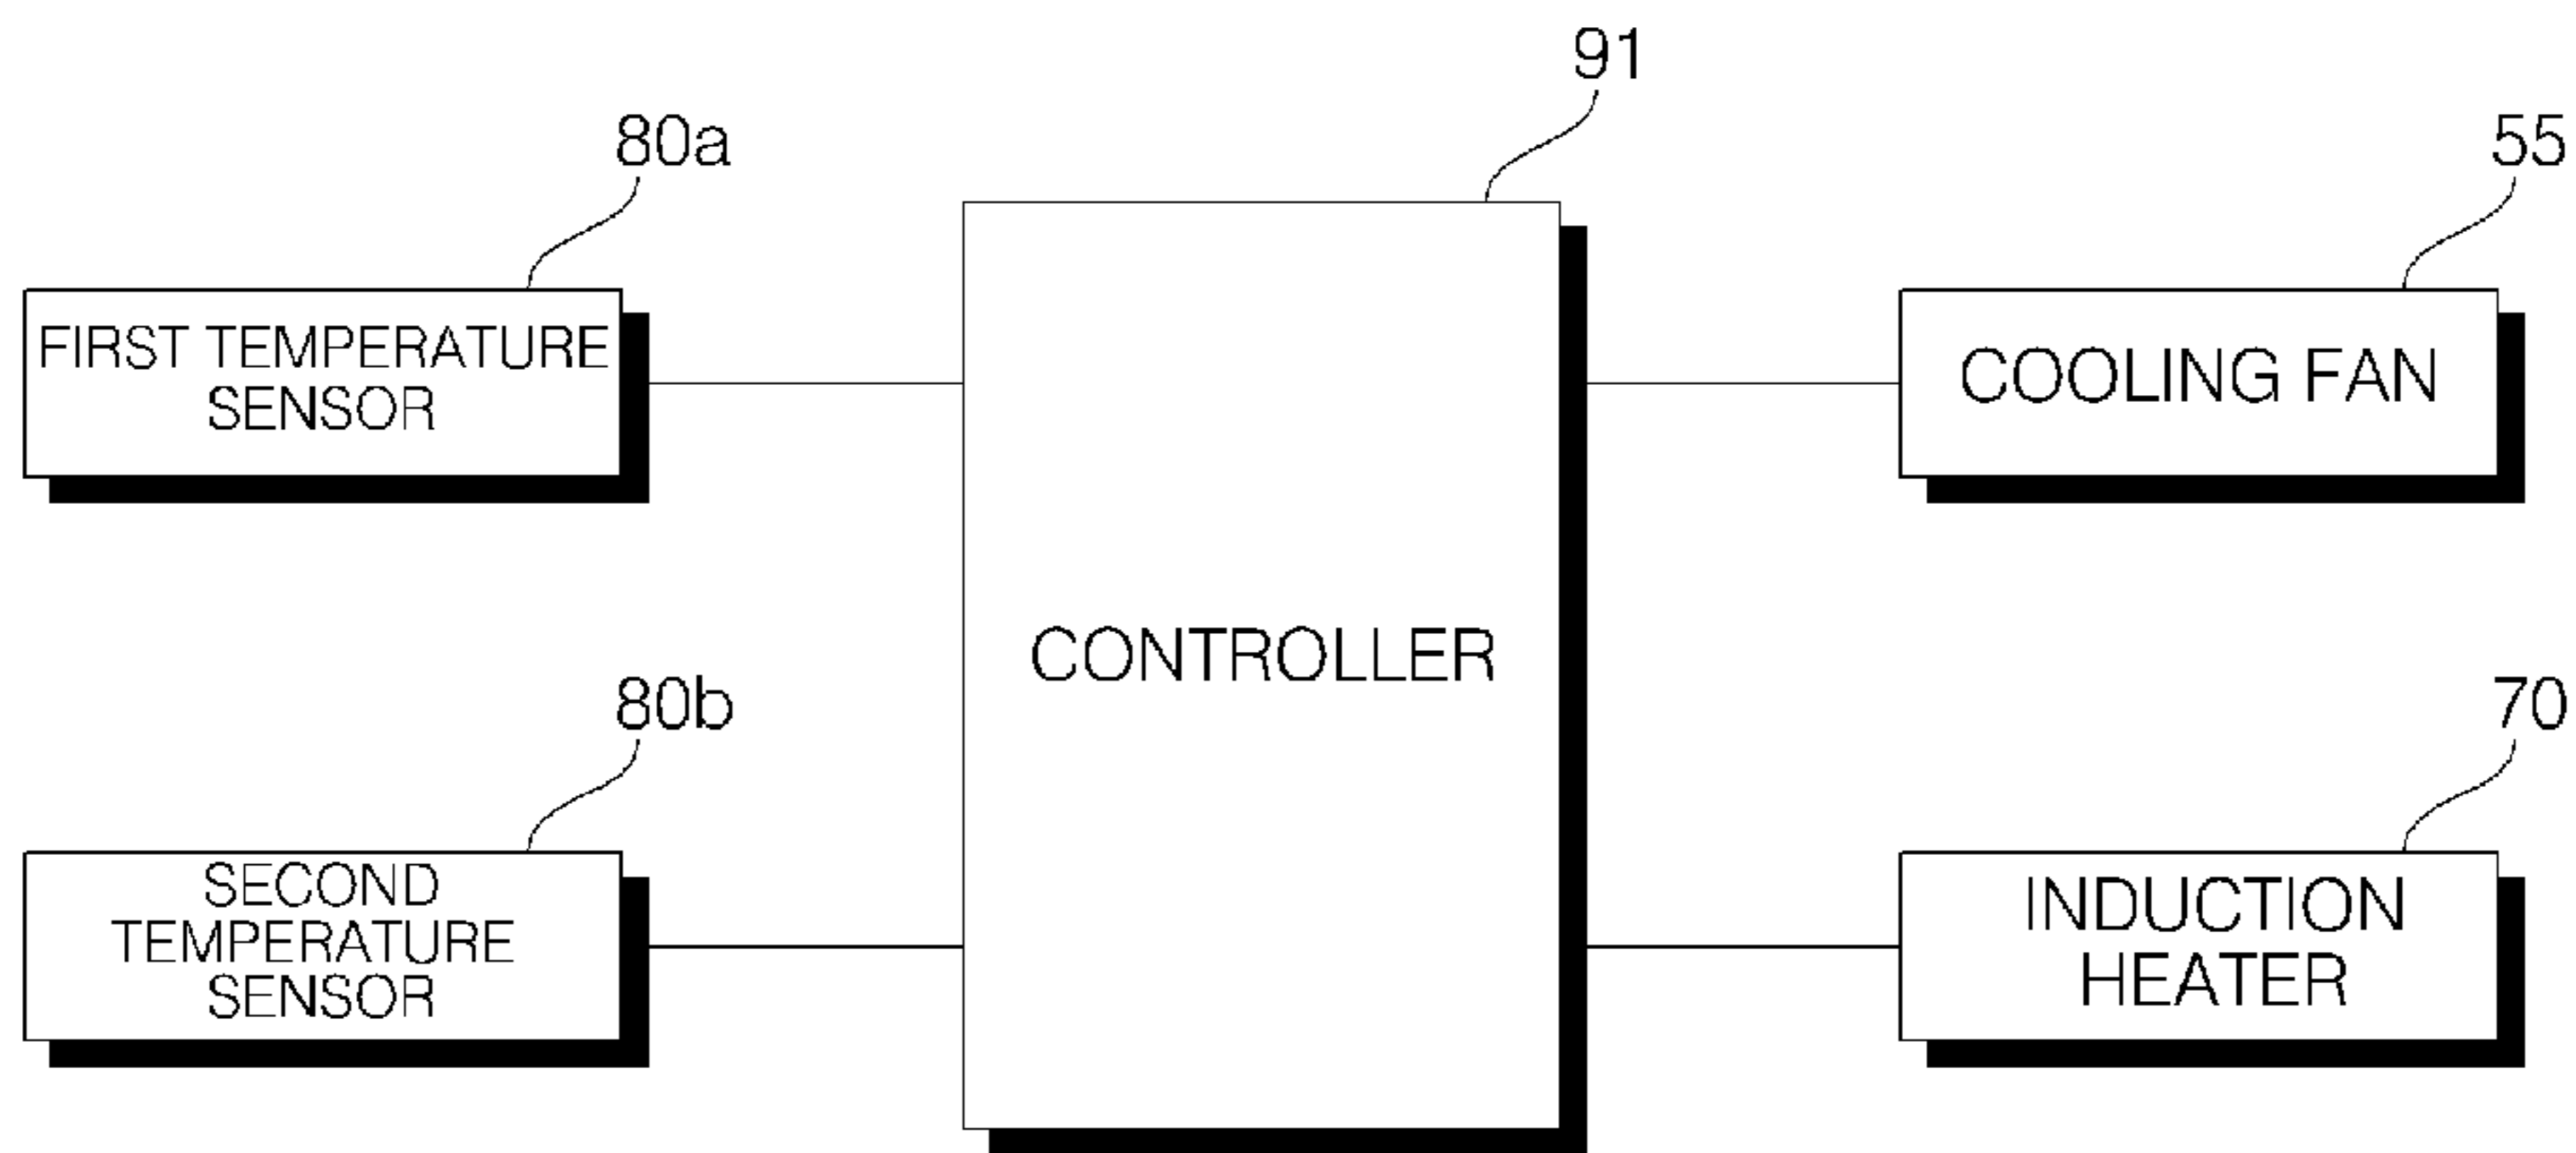 91
80a
55
FIRST TEMPERATURE
SENSOR
COOLING FAN
CONTROLLER
80b
70
SECOND
TEMPERATURE
SENSOR
INDUCTION
HEATER